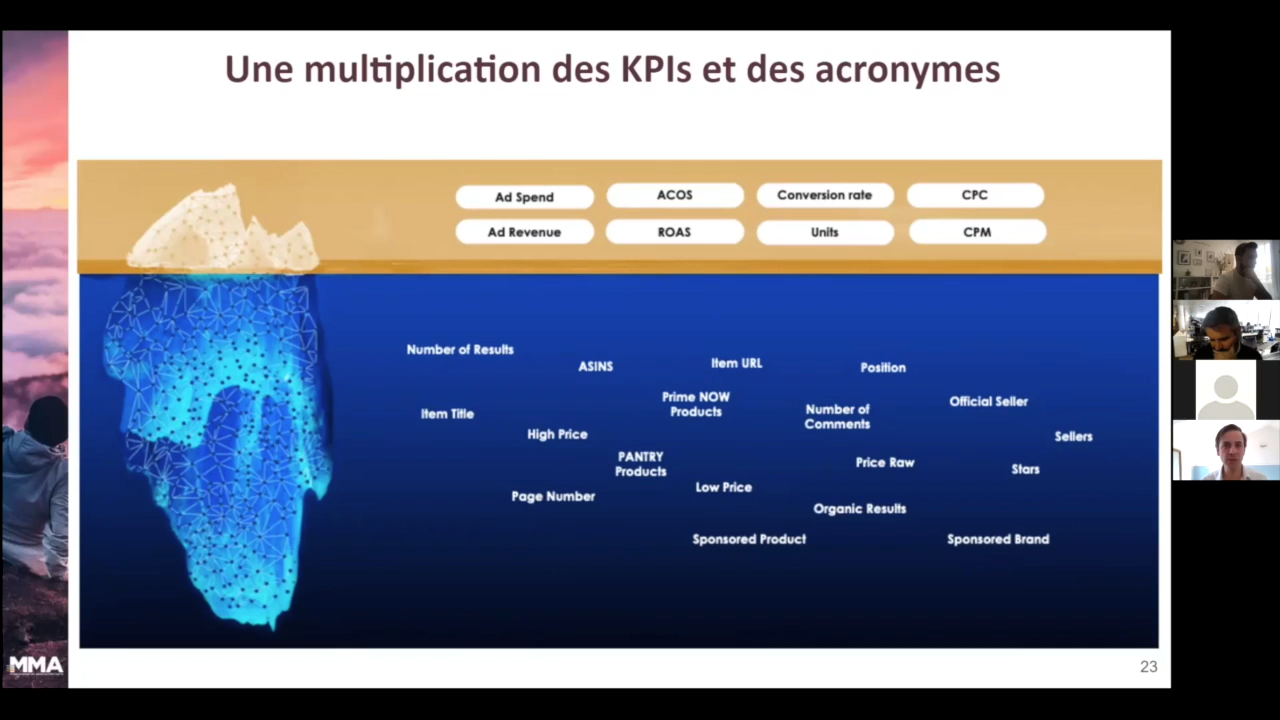 Une multiplication des KPIs et des acronymes
Ad Spend
ACOS
Conversion rate
CPC
Ad Revenue
ROAS
Units
CPM
Number of Results
ASINS
Item URL
Position
Prime NOW
Products
Official Seller
Item Title
Number of
Comments
High Price
Sellers
PANTRY
Products
Price Raw
Stars
Page Number
Low Price
Organic Results
Sponsored Product
Sponsored Brand
MMA
23